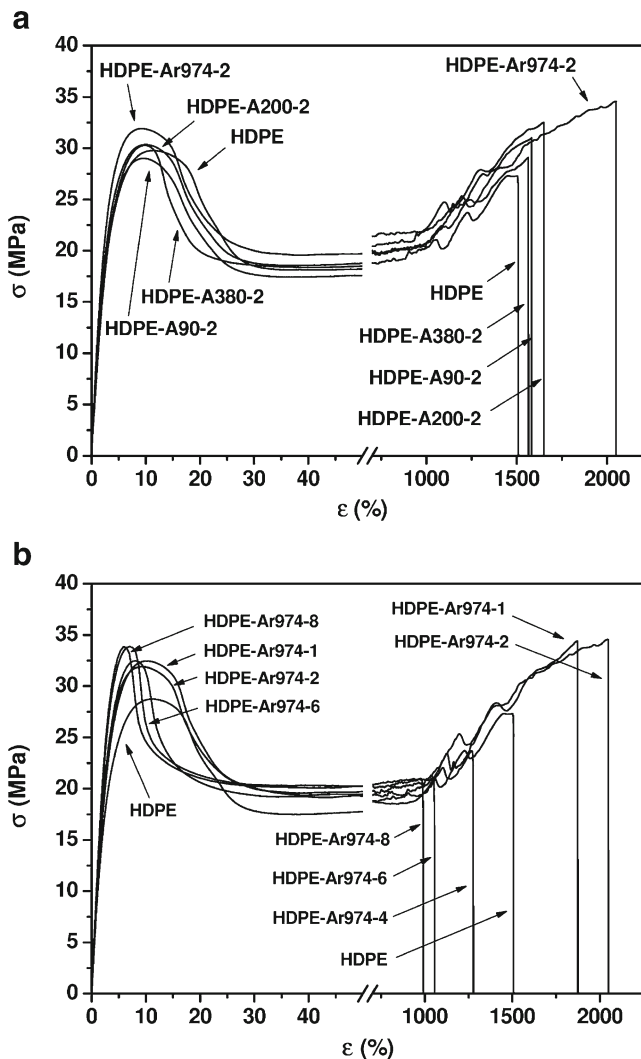 a
40
35
30
25
20
15
10
5
0
σ (MPa)
HDPE-Ar974-2
HDPE-A200-2
HDPE
HDPE-A380-2
HDPE-A90-2
HDPE-Ar974-2
HDPE
HDPE-A380-2
HDPE-A90-2
HDPE-A200-2
0 10 20 30 40 1000 1500 2000
ε (%)
b
40
35
30
25
20
15
10
5
0
σ (MPa)
HDPE-Ar974-8
HDPE-Ar974-1
HDPE-Ar974-2
HDPE-Ar974-6
HDPE
HDPE-Ar974-1
HDPE-Ar974-2
HDPE-Ar974-8
HDPE-Ar974-6
HDPE-Ar974-4
HDPE
0 10 20 30 40 1000 1500 2000
ε (%)